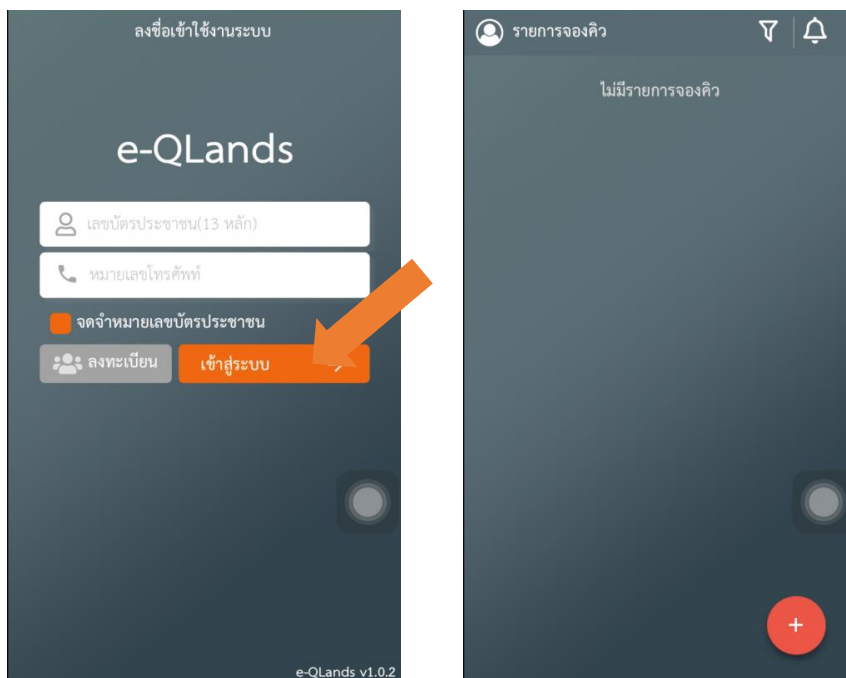 ลงชื่อเข้าใช้งานระบบ
e-QLands
เลขบัตรประชาชน(13 หลัก)
หมายเลขโทรศัพท์
จดจำหมายเลขบัตรประชาชน
ลงทะเบียน
เข้าสู่ระบบ
e-QLands v1.0.2
รายการจองคิว
ไม่มีรายการจองคิว
+